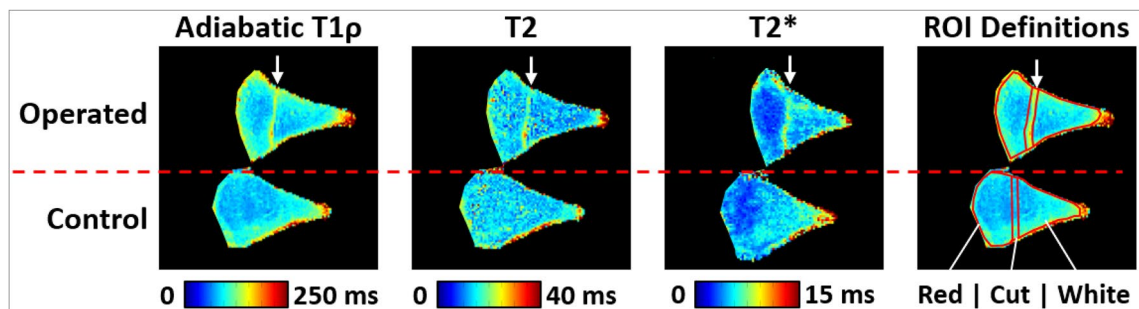 Adiabatic T1ρ T2 T2* ROI Definitions
Operated
Control
0 250 ms 0 40 ms 0 15 ms Red | Cut | White